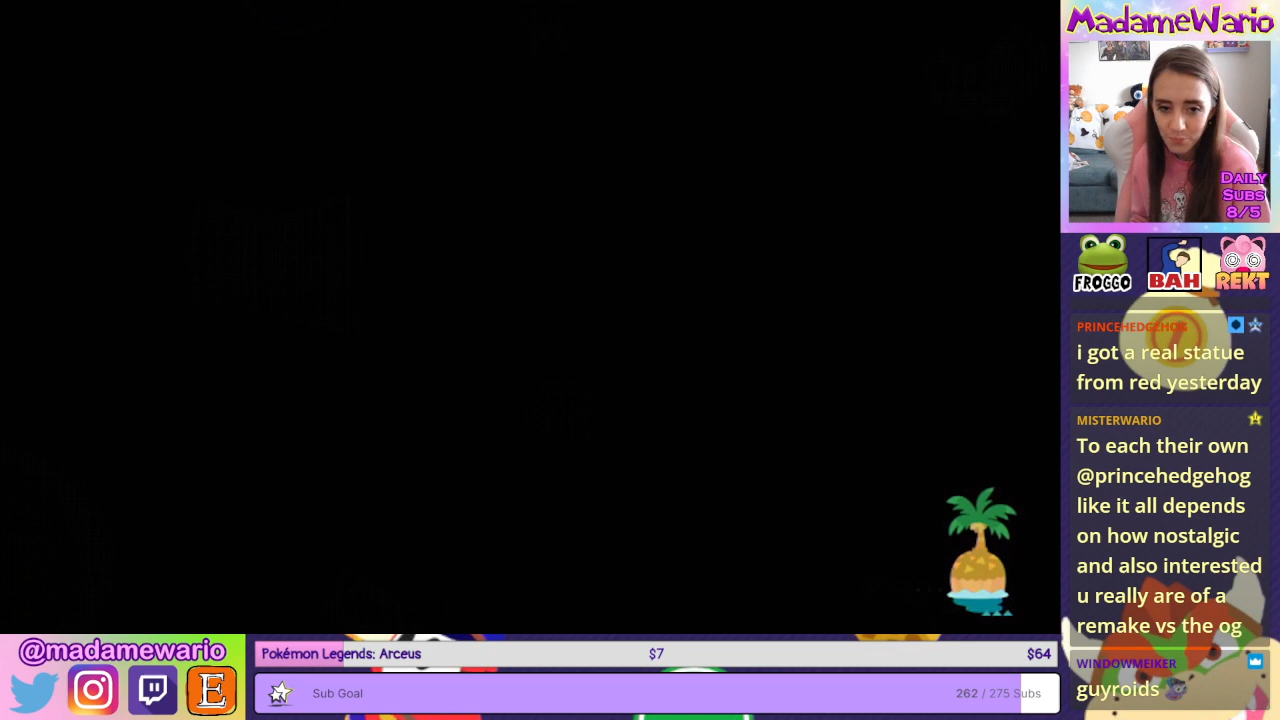 MadameWario
Daily
Subs
8/5
FROGGO
BAH
REKT
PRINCEHEDGEHOG
i got a real statue
from red yesterday
MISTERWARIO
To each their own
@princehedgehog
like it all depends
on how nostalgic
and also interested
u really are of a
remake vs the og
WINDOWMEIKER
guyroids
@madamewario
Pokémon Legends: Arceus $7 $64
Sub Goal 262 / 275 Subs
E